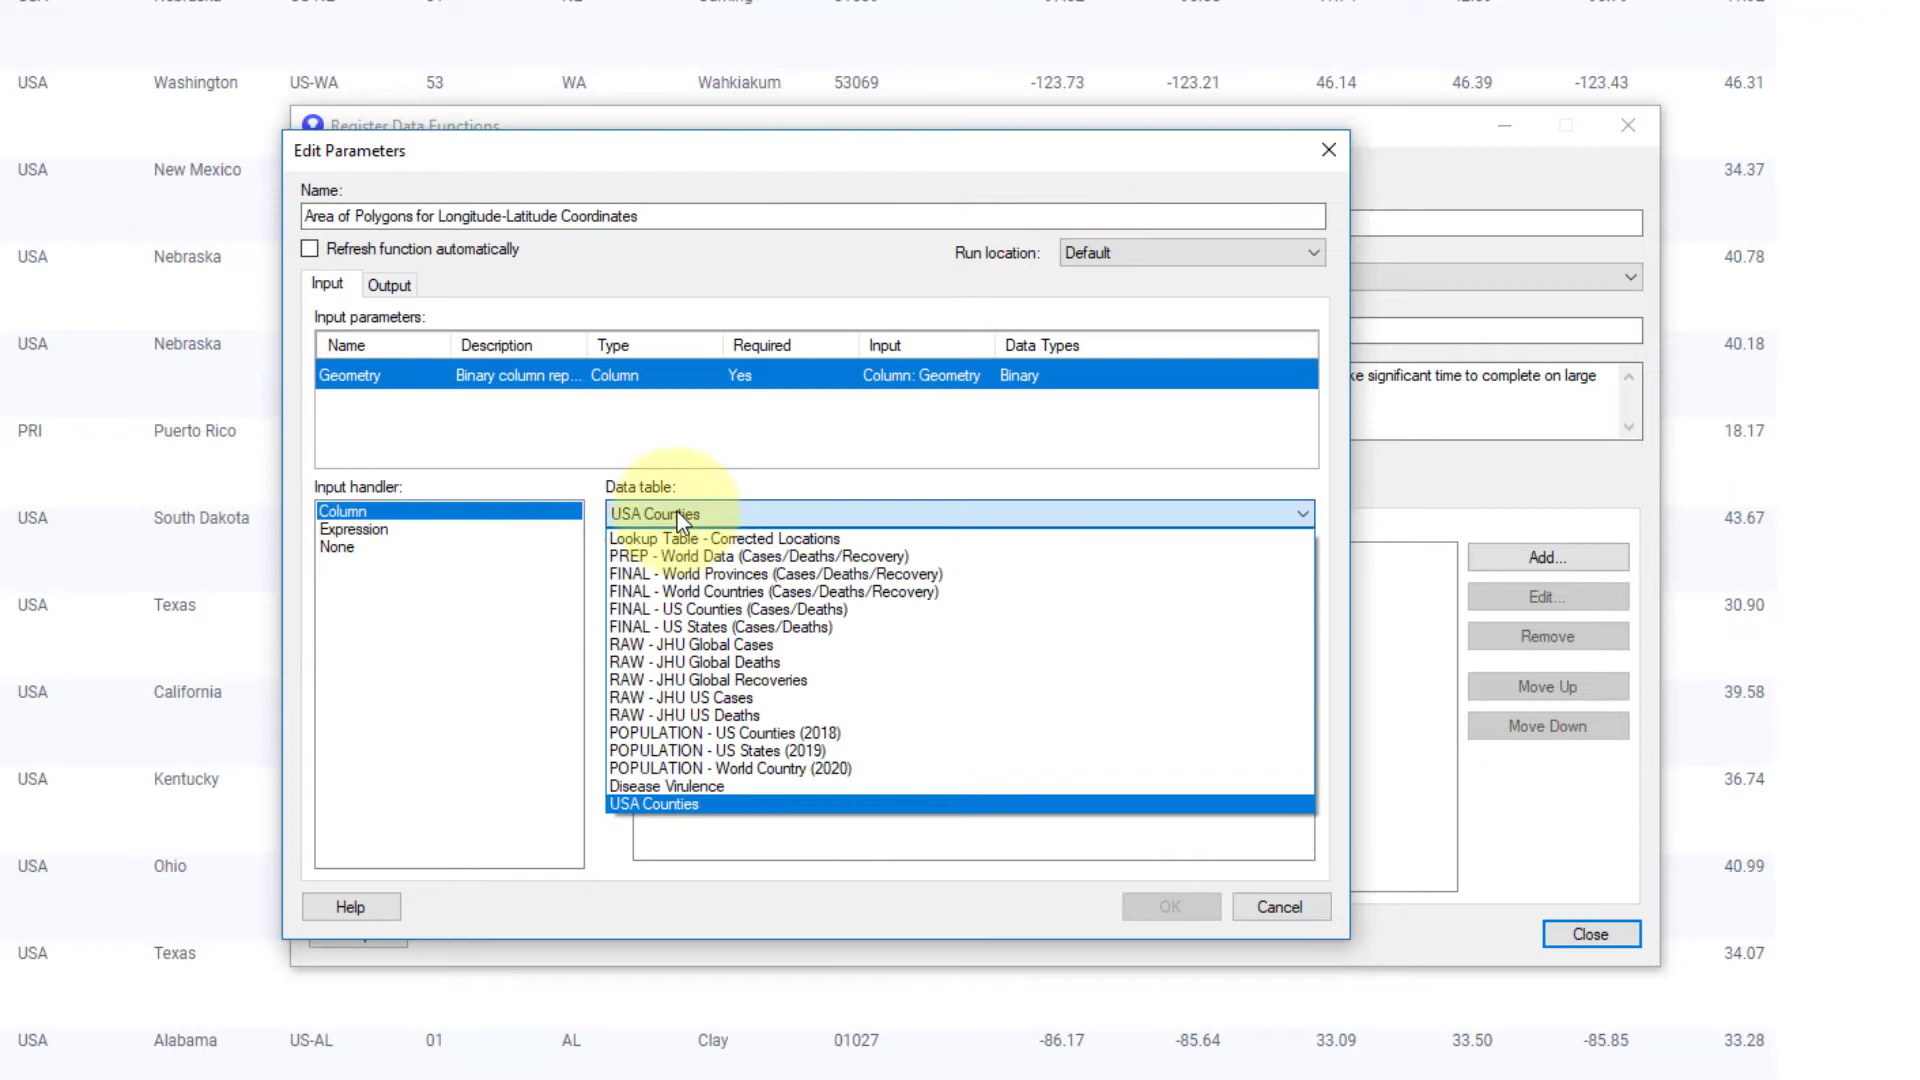 USA Washington US-WA 53 WA Wahkiakum 53069 -123.73 -123.21 46.14 46.39 -123.43 46.31
Register Data Functions
Edit Parameters
USA New Mexico 34.37
Name:
Area of Polygons for Longitude-Latitude Coordinates
Refresh function automatically
Run location: Default
USA Nebraska 40.78
Input Output
Input parameters:
Name Description Type Required Input Data Types
USA Nebraska 40.18
Geometry Binary column rep... Column Yes Column: Geometry Binary
significant time to complete on large
PRI Puerto Rico 18.17
Input handler:
Column
Expression
None
Data table:
USA Counties
Lookup Table - Corrected Locations
PREP - World Data (Cases/Deaths/Recovery)
FINAL - World Provinces (Cases/Deaths/Recovery)
FINAL - World Countries (Cases/Deaths/Recovery)
FINAL - US Counties (Cases/Deaths)
FINAL - US States (Cases/Deaths)
RAW - JHU Global Cases
RAW - JHU Global Deaths
RAW - JHU Global Recoveries
RAW - JHU US Cases
RAW - JHU US Deaths
POPULATION - US Counties (2018)
POPULATION - US States (2019)
POPULATION - World Country (2020)
Disease Virulence
USA Counties
Add...
Edit...
Remove
Move Up
Move Down
USA South Dakota 43.67
USA Texas 30.90
USA California 39.58
USA Kentucky 36.74
USA Ohio 40.99
Help OK Cancel
Close
USA Texas 34.07
USA Alabama US-AL 01 AL Clay 01027 -86.17 -85.64 33.09 33.50 -85.85 33.28